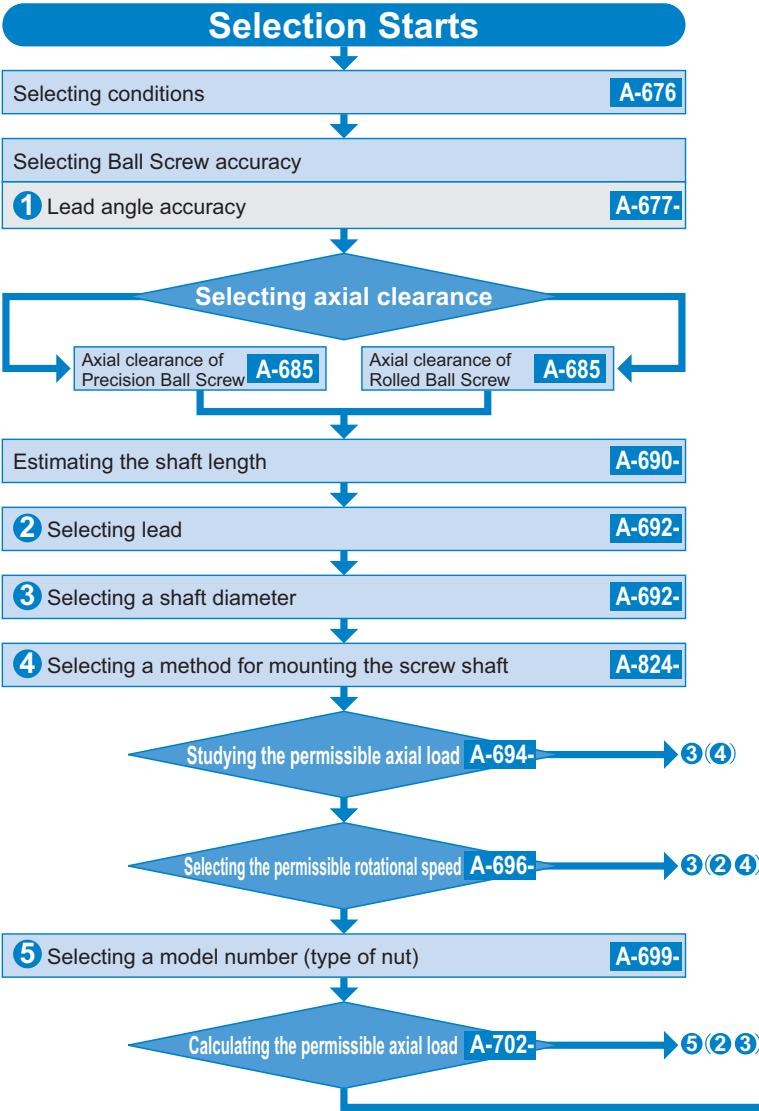 Selection Starts
Selecting conditions A-676
Selecting Ball Screw accuracy
1 Lead angle accuracy A-677-
Selecting axial clearance
Axial clearance of
Precision Ball Screw A-685
Axial clearance of
Rolled Ball Screw A-685
Estimating the shaft length A-690-
2 Selecting lead A-692-
3 Selecting a shaft diameter A-692-
4 Selecting a method for mounting the screw shaft A-824-
Studying the permissible axial load A-694- 3(4)
Selecting the permissible rotational speed A-696- 3(2 4)
5 Selecting a model number (type of nut) A-699-
Calculating the permissible axial load A-702- 5(2 3)